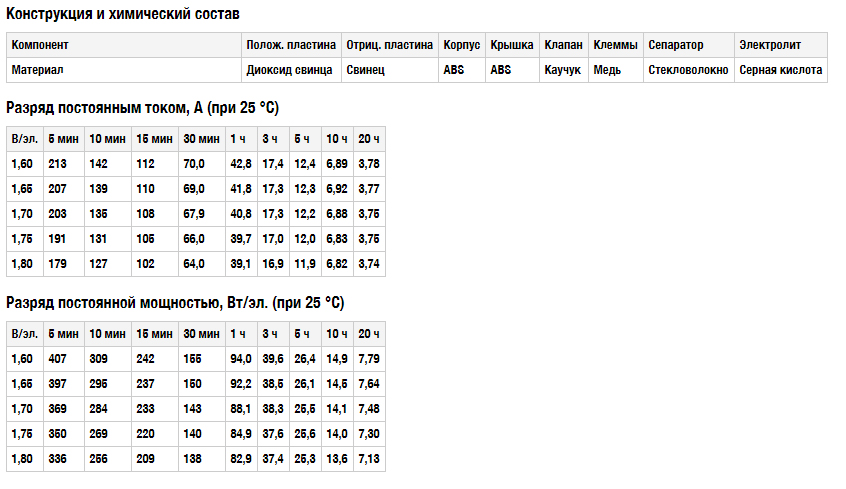 Конструкция и химический состав
Компонент Полож. пластина Отриц. пластина Корпус Крышка Клапан Клеммы Сепаратор Электролит
Материал Диоксид свинца Свинец ABS ABS Каучук Медь Стекловолокно Серная кислота
Разряд постоянным током, А (при 25 °C)
В/эл. 5 мин 10 мин 15 мин 30 мин 1 ч 3 ч 5 ч 10 ч 20 ч
1,60 213 142 112 70,0 42,8 17,4 12,4 6,89 3,78
1,65 207 139 110 69,0 41,8 17,3 12,3 6,92 3,77
1,70 203 135 108 67,9 40,8 17,3 12,2 6,88 3,75
1,75 191 131 105 66,0 39,7 17,0 12,0 6,83 3,75
1,80 179 127 102 64,0 39,1 16,9 11,9 6,82 3,74
Разряд постоянной мощностью, Вт/эл. (при 25 °C)
В/эл. 5 мин 10 мин 15 мин 30 мин 1 ч 3 ч 5 ч 10 ч 20 ч
1,60 407 309 242 155 94,0 39,6 26,4 14,9 7,79
1,65 397 295 237 150 92,2 38,5 26,1 14,5 7,64
1,70 369 284 233 143 88,1 38,3 25,5 14,1 7,48
1,75 350 269 220 140 84,9 37,6 25,6 14,0 7,30
1,80 336 256 209 138 82,9 37,4 25,3 13,6 7,13